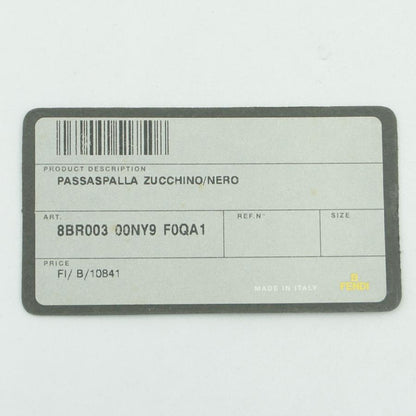 PRODUCT DESCRIPTION
PASSASPALLA ZUCCHINO/NERO
ART. REF.N° SIZE
8BR003 00NY9 F0QA1
PRICE
FI/ B/10841
MADE IN ITALY FENDI